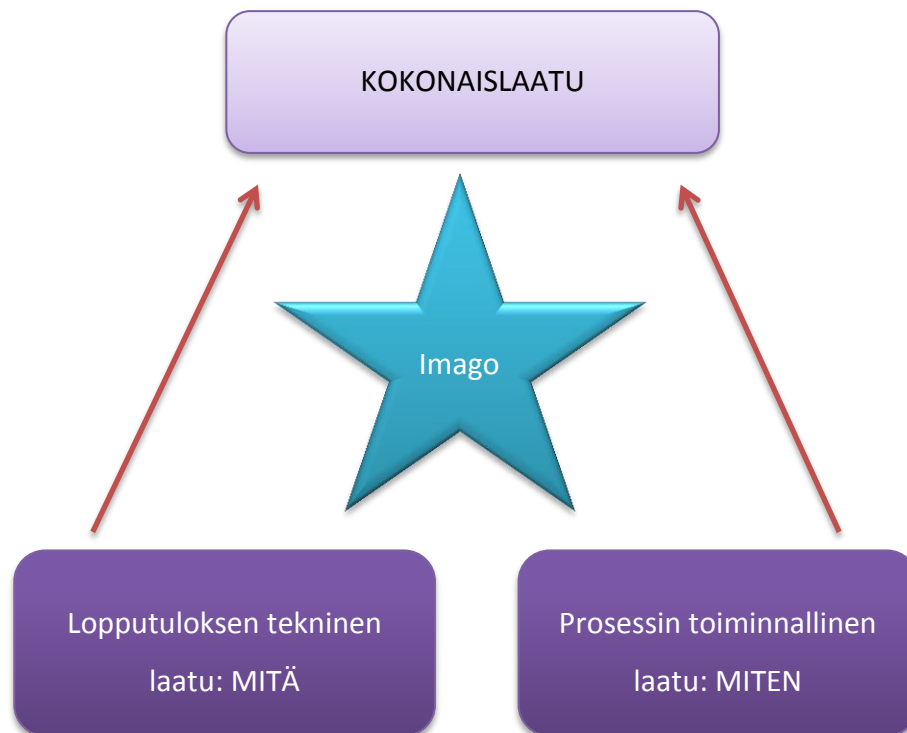 KOKONAISLAATU
Imago
Lopputuloksen tekninen
laatu: MITÄ
Prosessin toiminnallinen
laatu: MITEN